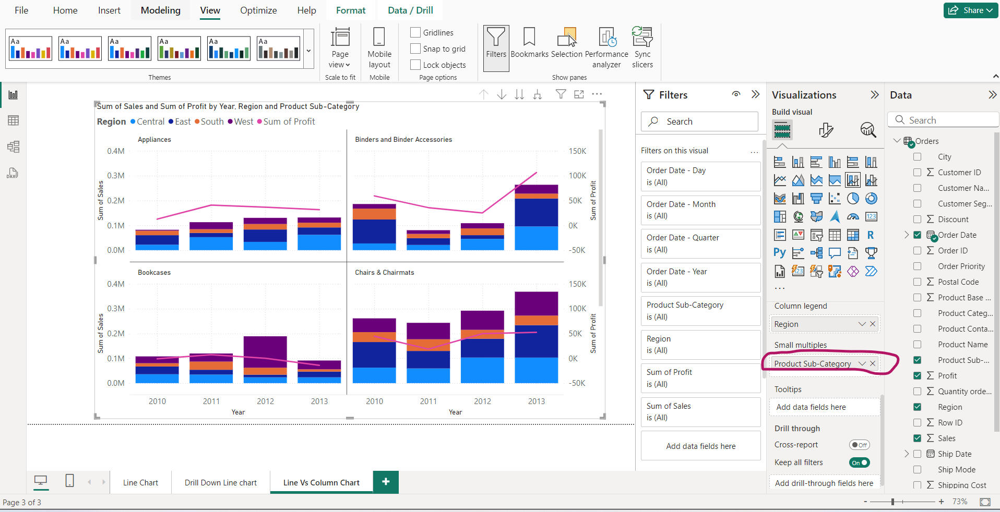 File Home Insert Modeling View Optimize Help Format Data / Drill Share
Aa Aa Aa Aa Aa Aa
Themes
Page view
Scale to fit
Mobile layout
Mobile
Gridlines
Snap to grid
Lock objects
Page options
Filters
Bookmarks
Selection
Performance analyzer
Sync slicers
Show panes
DAX
Sum of Sales and Sum of Profit by Year, Region and Product Sub-Category
Region Central East South West Sum of Profit
Appliances
Binders and Binder Accessories
0.4M
0.3M
0.2M
0.1M
0.0M
Sum of Sales
150K
100K
50K
0K
-50K
Sum of Profit
Bookcases
Chairs & Chairmats
0.4M
0.3M
0.2M
0.1M
0.0M
Sum of Sales
150K
100K
50K
0K
-50K
Sum of Profit
2010 2011 2012 2013 2010 2011 2012 2013
Year Year
Filters
Search
Filters on this visual ...
Order Date - Day
is (All)
Order Date - Month
is (All)
Order Date - Quarter
is (All)
Order Date - Year
is (All)
Product Sub-Category
is (All)
Region
is (All)
Sum of Profit
is (All)
Sum of Sales
is (All)
Add data fields here
Visualizations
Build visual
123
R
Py
123
...
Column legend
Region
Small multiples
Product Sub-Category
Tooltips
Add data fields here
Drill through
Cross-report Off
Keep all filters On
Add drill-through fields here
Data
Search
Orders
City
Σ Customer ID
Customer Na...
Customer Seg...
Σ Discount
Order Date
Σ Order ID
Order Priority
Σ Postal Code
Σ Product Base ...
Product Categ...
Product Conta...
Product Name
Product Sub-...
Σ Profit
Σ Quantity orde...
Region
Σ Row ID
Σ Sales
Ship Date
Ship Mode
Σ Shipping Cost
Line Chart Drill Down Line chart Line Vs Column Chart +
Page 3 of 3
- + 73%